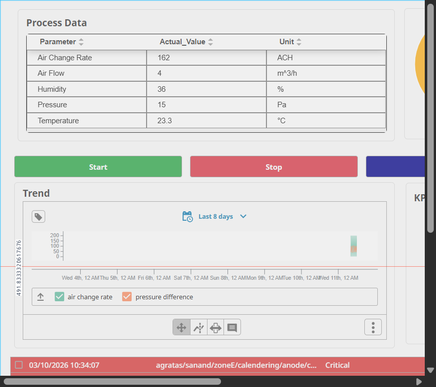 Process Data
Parameter Actual_Value Unit
Air Change Rate 162 ACH
Air Flow 4 m^3/h
Humidity 36 %
Pressure 15 Pa
Temperature 23.3 °C
Start Stop
Trend
KP
Last 8 days
200
150
100
50
0
Wed 4th, 12 AM Thu 5th, 12 AM Fri 6th, 12 AM Sat 7th, 12 AM Sun 8th, 12 AM Mon 9th, 12 AM Tue 10th, 12 AM Wed 11th, 12 AM
air change rate pressure difference
03/10/2026 10:34:07 agratas/sanand/zoneE/calendering/anode/c... Critical